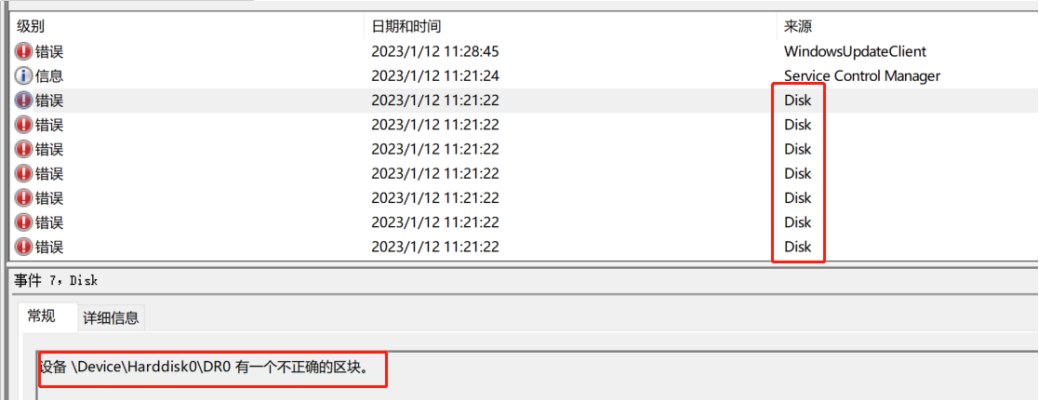 级别 日期和时间 来源
错误 2023/1/12 11:28:45 WindowsUpdateClient
信息 2023/1/12 11:21:24 Service Control Manager
错误 2023/1/12 11:21:22 Disk
错误 2023/1/12 11:21:22 Disk
错误 2023/1/12 11:21:22 Disk
错误 2023/1/12 11:21:22 Disk
错误 2023/1/12 11:21:22 Disk
错误 2023/1/12 11:21:22 Disk
错误 2023/1/12 11:21:22 Disk
事件 7，Disk
常规 详细信息
设备 \Device\Harddisk0\DR0 有一个不正确的区块。